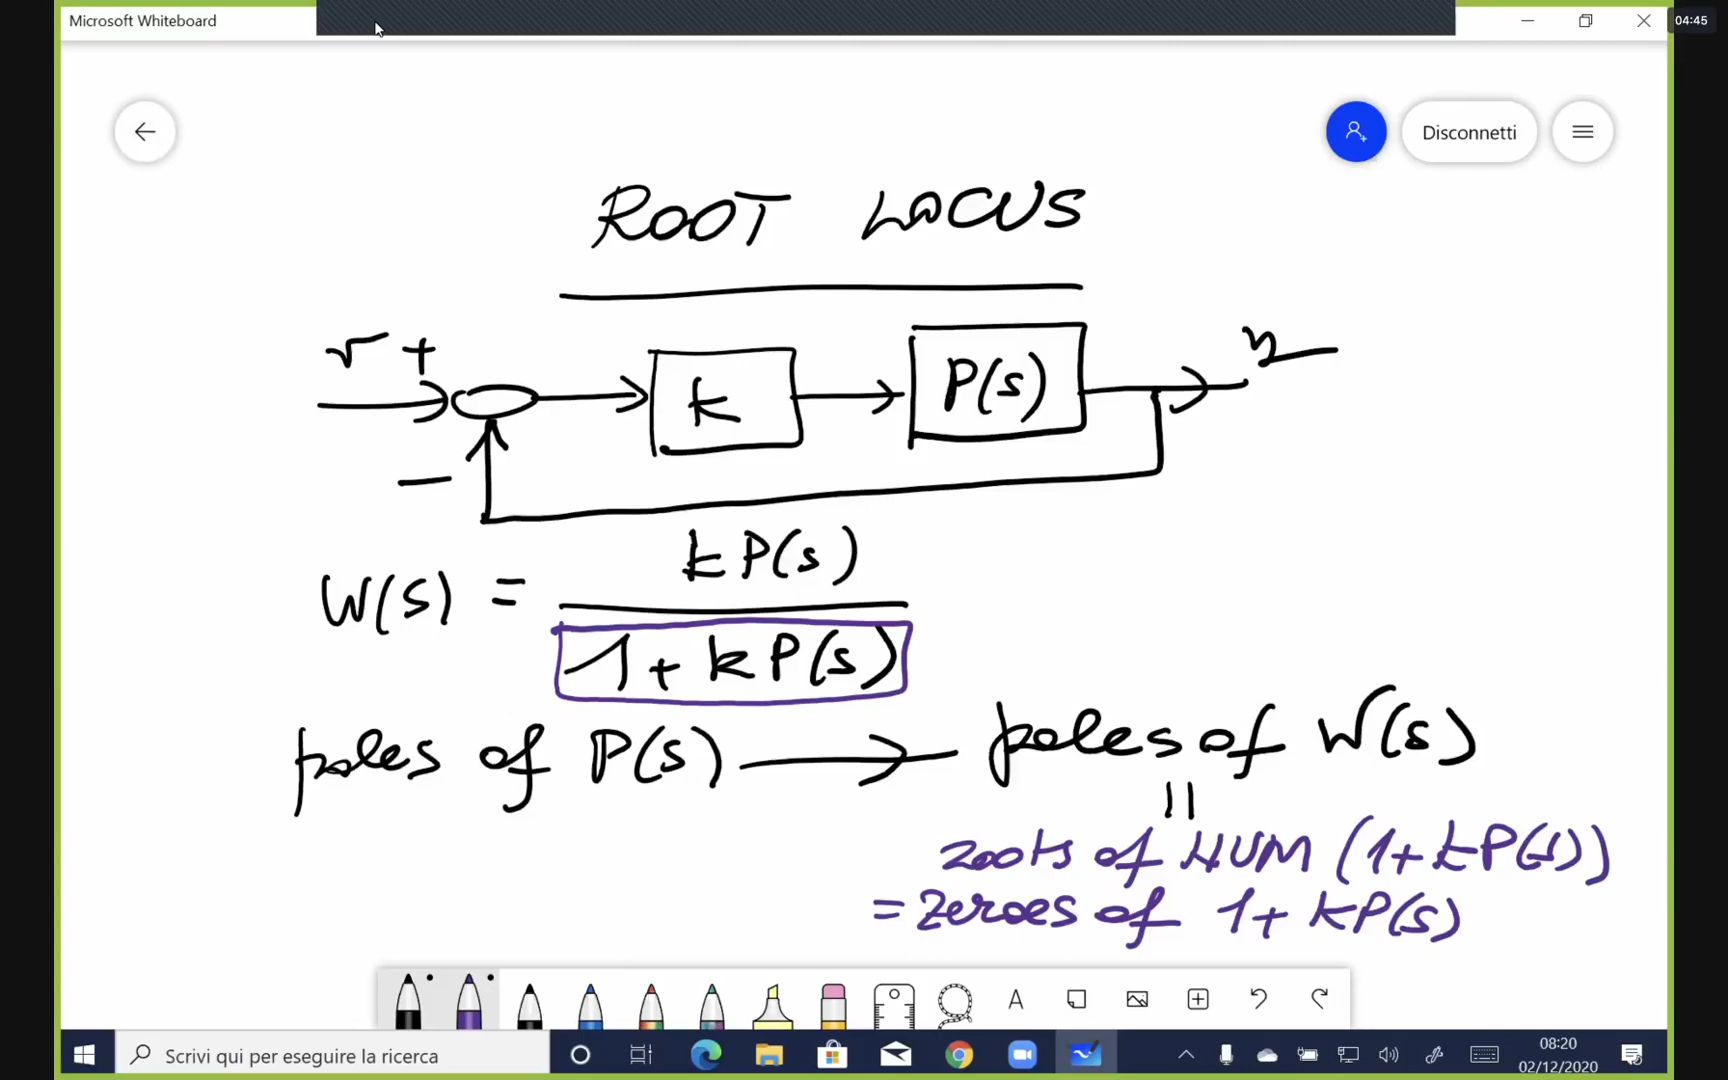 Microsoft Whiteboard
04:45
Disconnetti
ROOT LOCUS
r +
k
P(s)
y
−
W(s) = kP(s)
1 + kP(s)
poles of P(s) → poles of W(s)
=
roots of NUM (1+kP(s))
= zeroes of 1+ kP(s)
A
Scrivi qui per eseguire la ricerca
08:20
02/12/2020